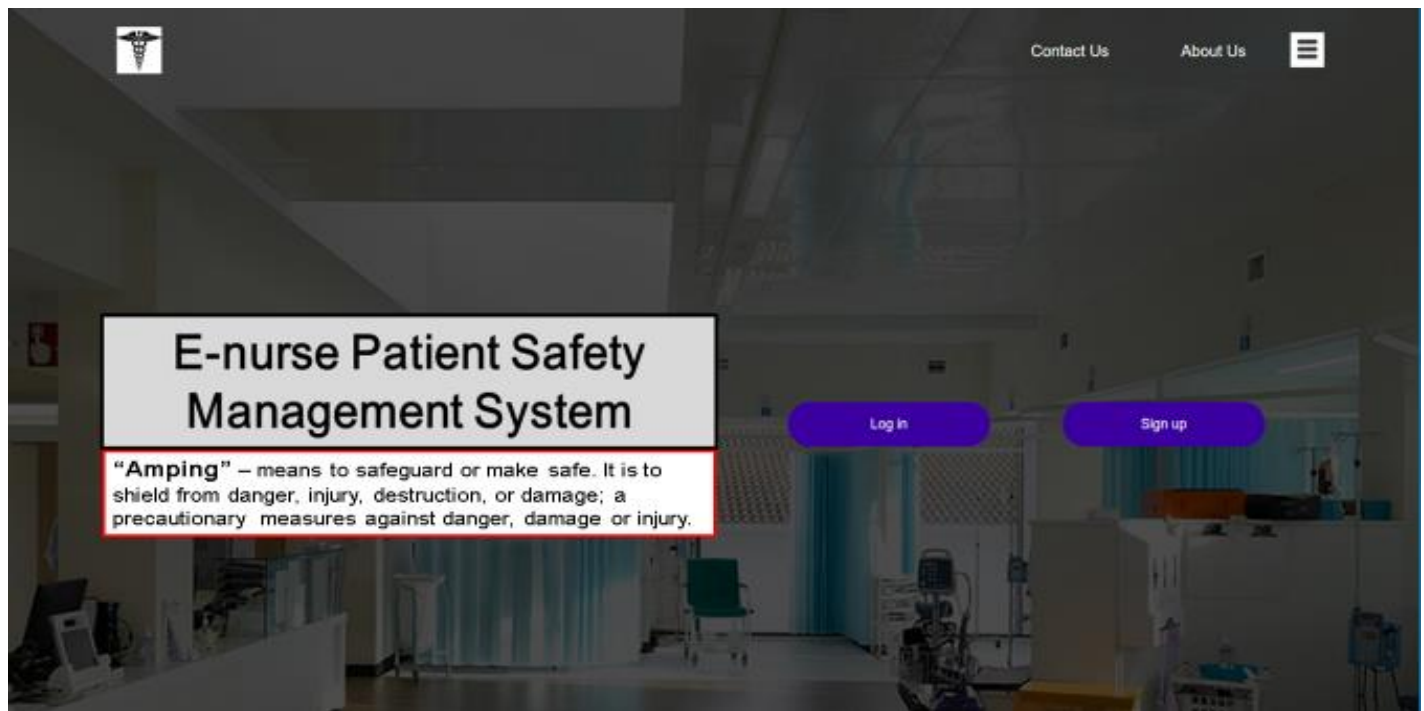 Contact Us
About Us
E-nurse Patient Safety
Management System
“Amping” – means to safeguard or make safe. It is to
shield from danger, injury, destruction, or damage; a
precautionary measures against danger, damage or injury.
Log in
Sign up